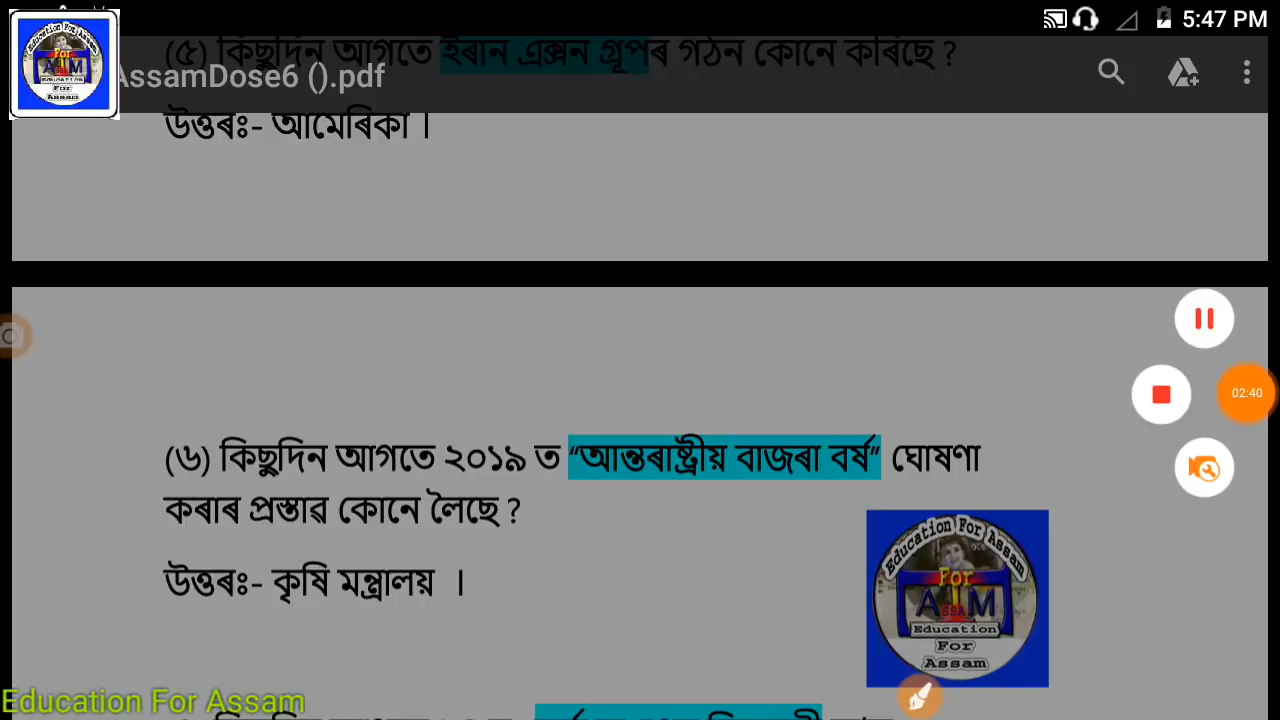 5:47 PM
(৫) কিছুদিন আগতে ইৰান এক্সন গ্ৰূপৰ গঠন কোনে কৰিছে ?
AssamDose6 ().pdf
উত্তৰঃ- আমেৰিকা ।
02:40
(৬) কিছুদিন আগতে ২০১৯ ত “আন্তৰাষ্ট্ৰীয় বাজৰা বৰ্ষ” ঘোষণা
কৰাৰ প্ৰস্তাৱ কোনে লৈছে ?
উত্তৰঃ- কৃষি মন্ত্ৰালয় ।
Education For Assam
For
ASSA
Education
For
Assam
Education For Assam